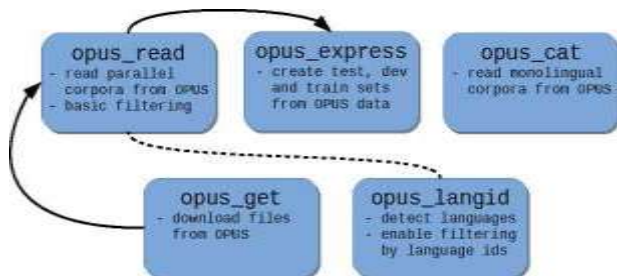 opus_read
- read parallel
corpora from OPUS
- basic filtering
opus_express
- create test, dev
and train sets
from OPUS data
opus_cat
- read monolingual
corpora from OPUS
opus_get
- download files
from OPUS
opus_langid
- detect languages
- enable filtering
by language ids